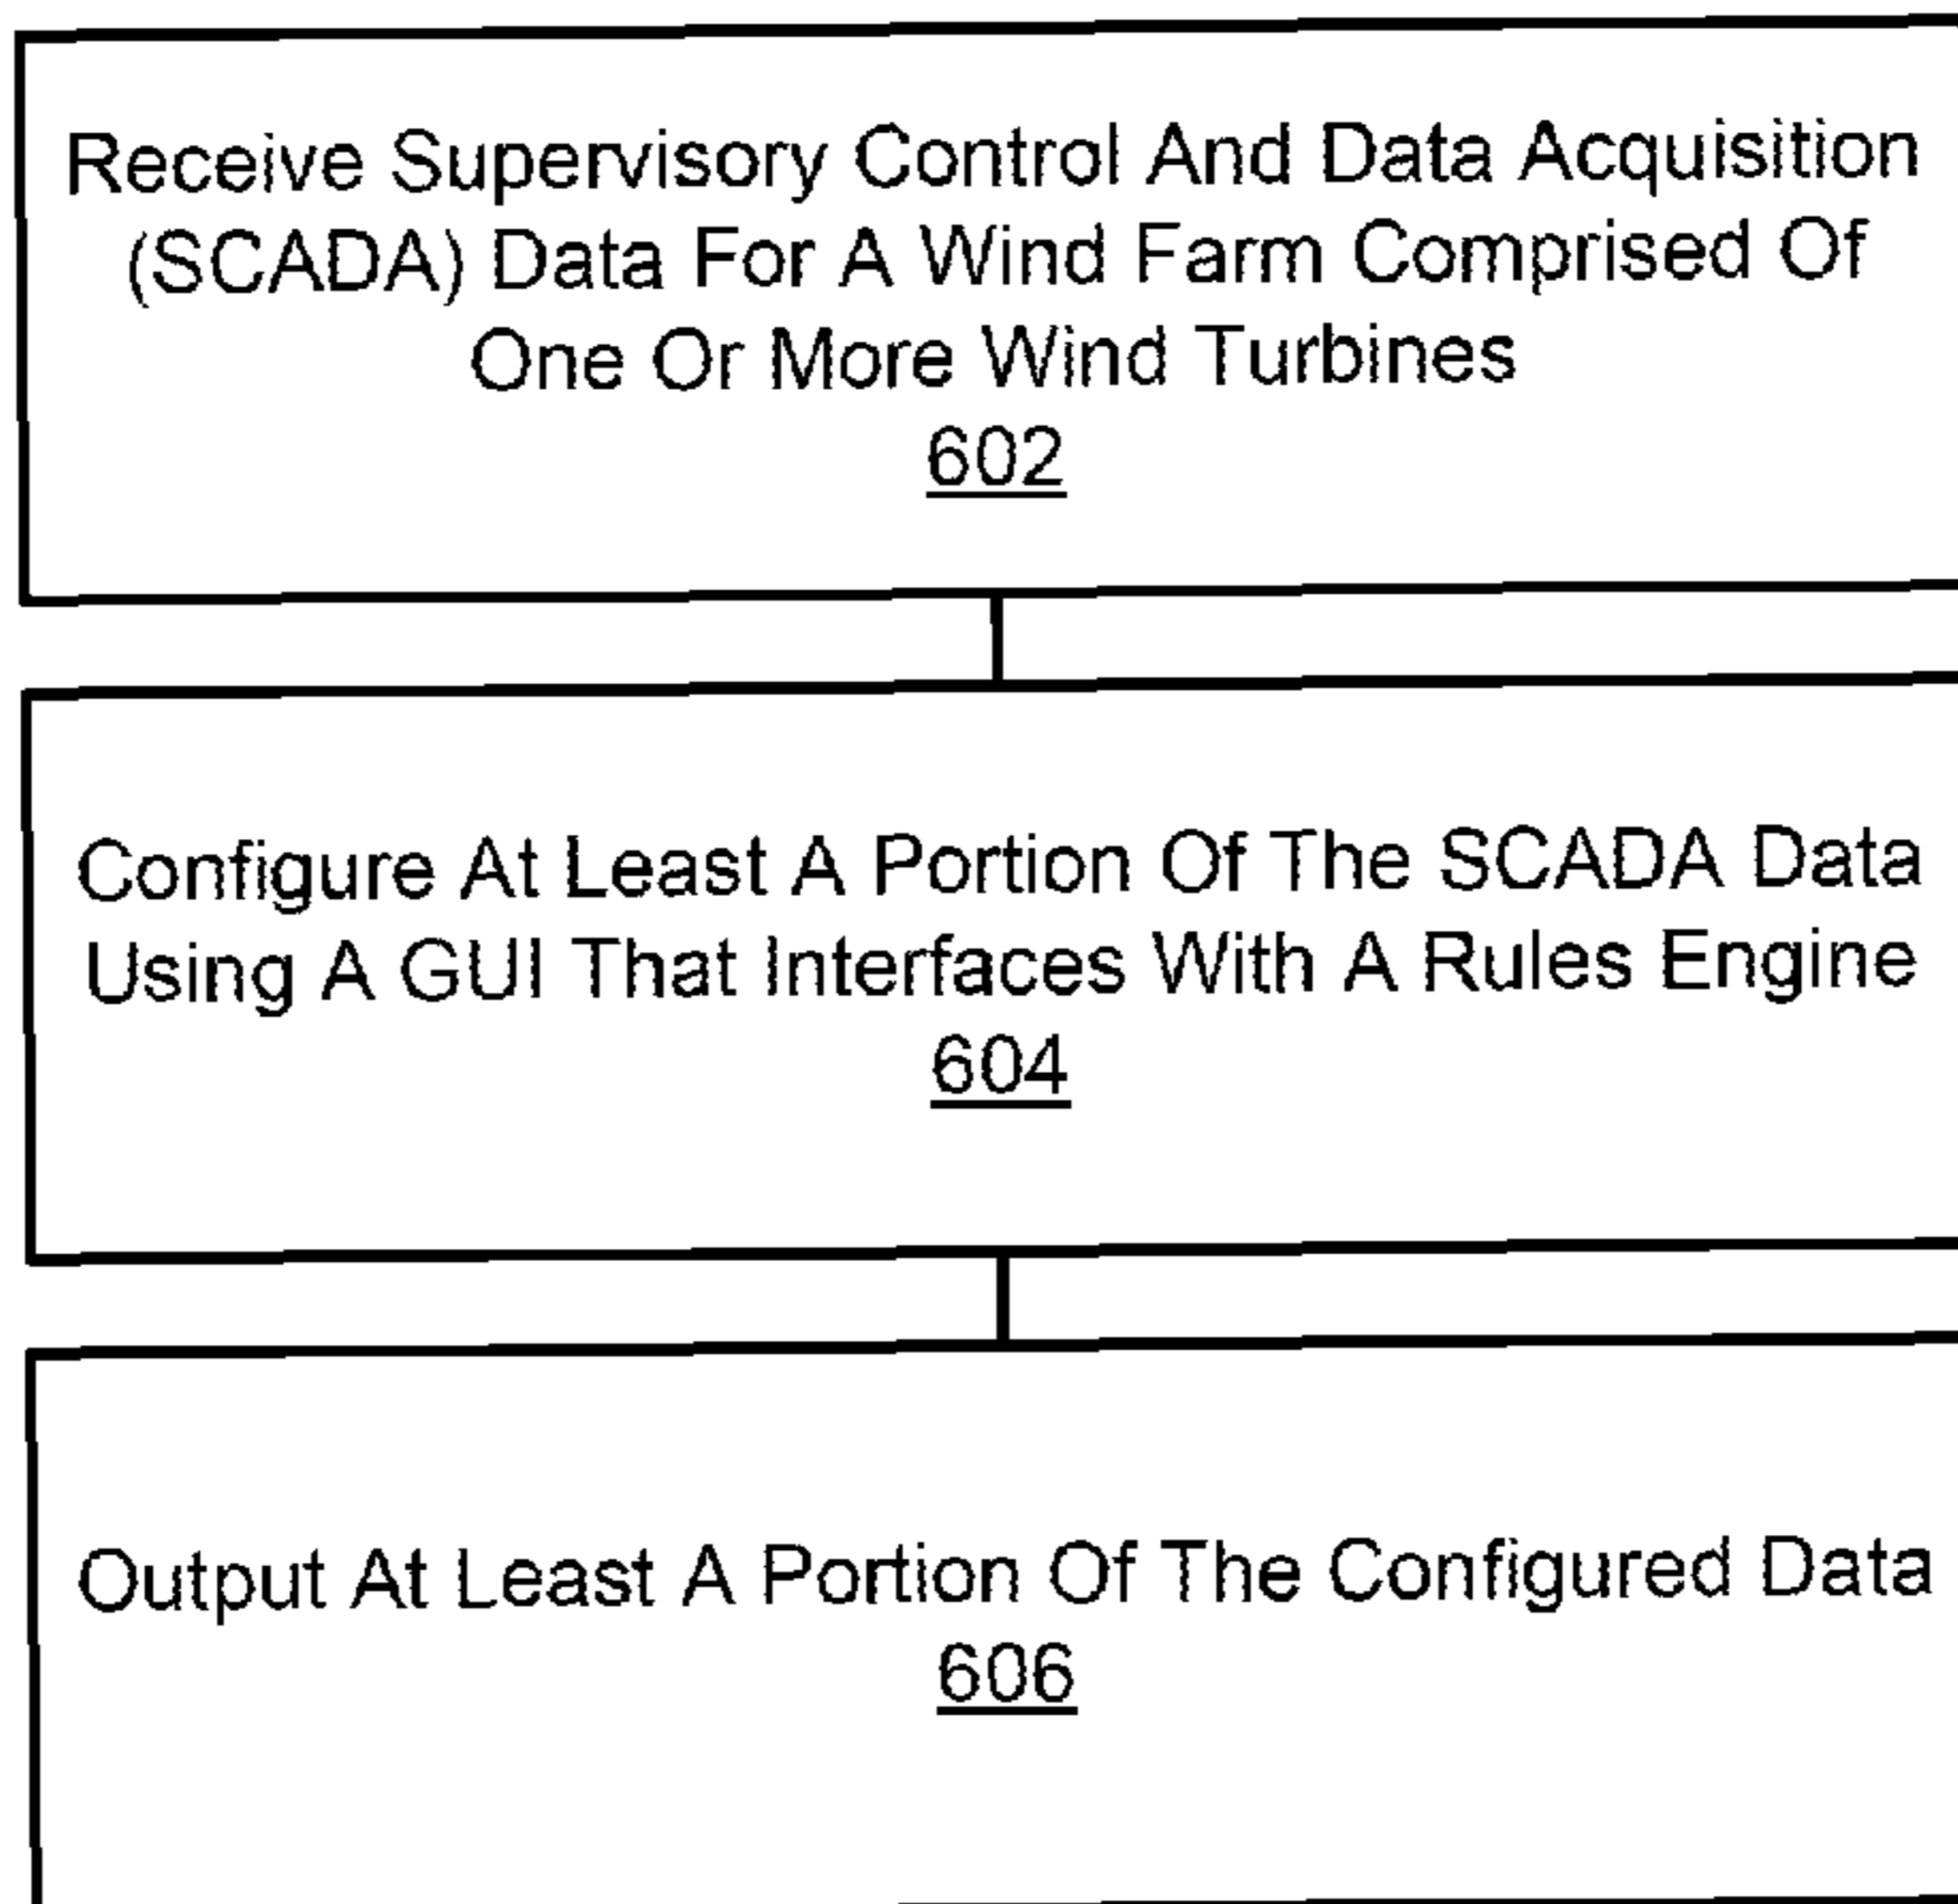 Receive Supervisory Control And Data Acquisition
(SCADA) Data For A Wind Farm Comprised Of
One Or More Wind Turbines
602
Configure At Least A Portion Of The SCADA Data
Using A GUI That Interfaces With A Rules Engine
604
Output At Least A Portion Of The Configured Data
606